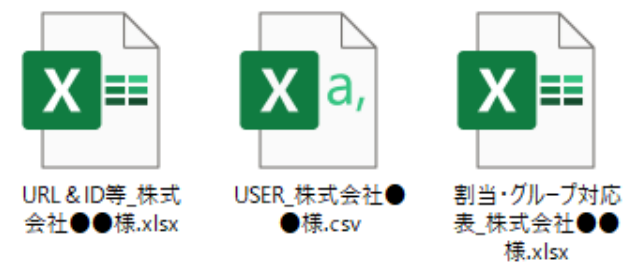 X
URL＆ID等_株式
会社●●様.xlsx
X a,
USER_株式会社●
●様.csv
X
割当・グループ対応
表_株式会社●●
様.xlsx